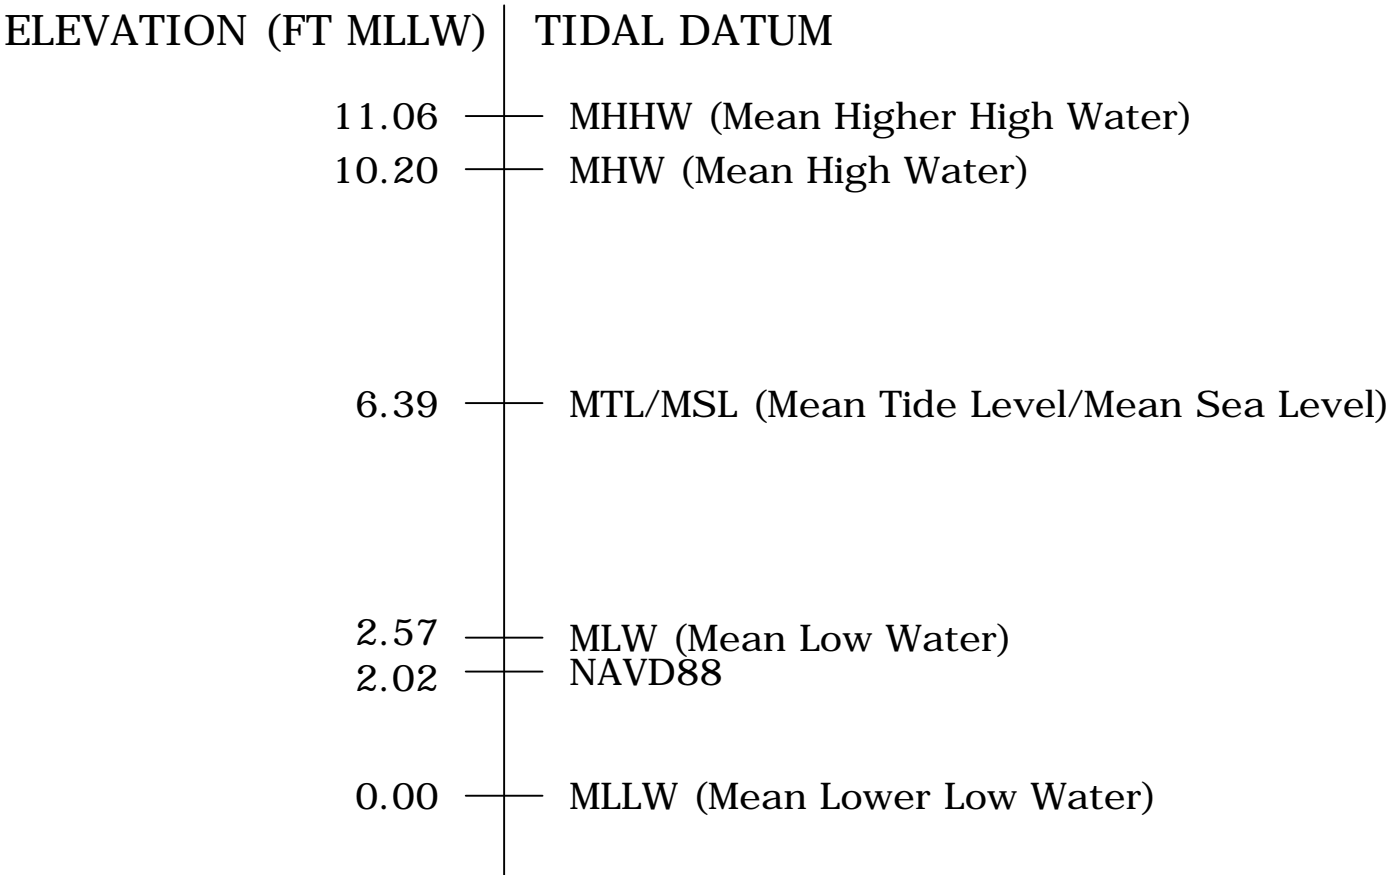 ELEVATION (FT MLLW) TIDAL DATUM
11.06 MHHW (Mean Higher High Water)
10.20 MHW (Mean High Water)
6.39 MTL/MSL (Mean Tide Level/Mean Sea Level)
2.57 MLW (Mean Low Water)
2.02 NAVD88
0.00 MLLW (Mean Lower Low Water)